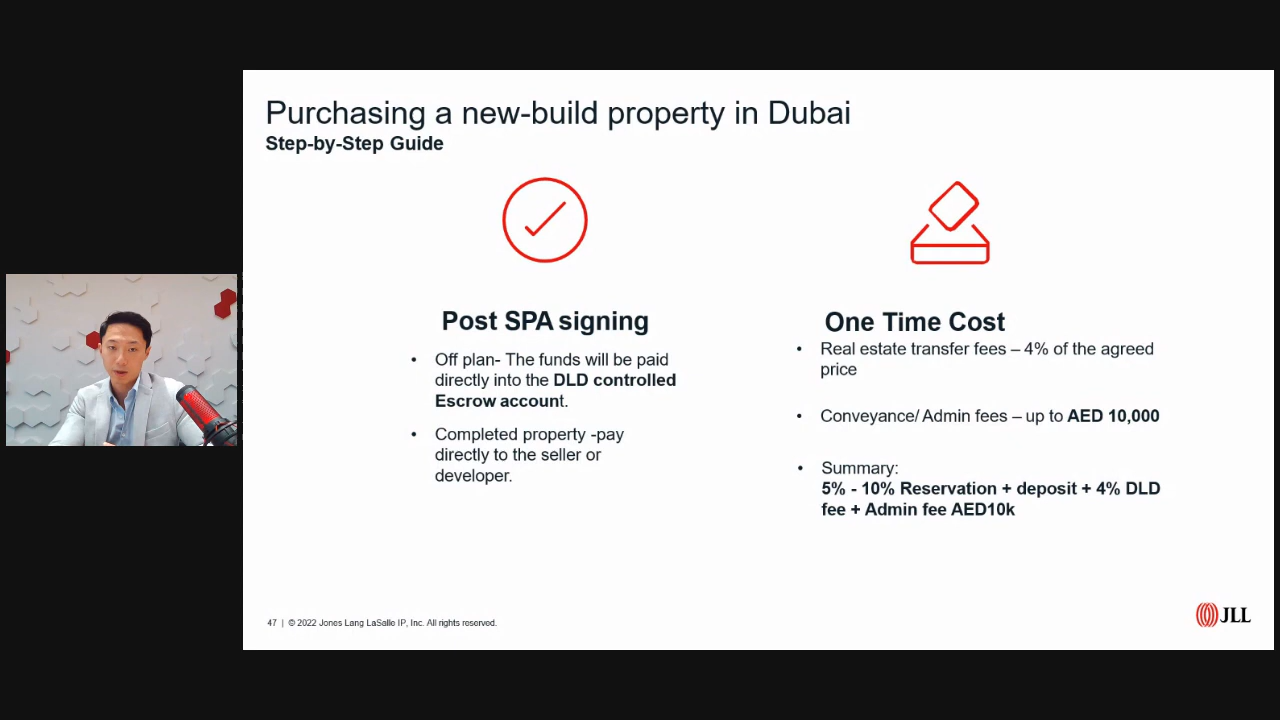 Purchasing a new-build property in Dubai
Step-by-Step Guide
Post SPA signing
• Off plan- The funds will be paid
directly into the DLD controlled
Escrow account.
• Completed property -pay
directly to the seller or
developer.
One Time Cost
• Real estate transfer fees – 4% of the agreed
price
• Conveyance/ Admin fees – up to AED 10,000
• Summary:
5% - 10% Reservation + deposit + 4% DLD
fee + Admin fee AED10k
47 | © 2022 Jones Lang LaSalle IP, Inc. All rights reserved.
JLL